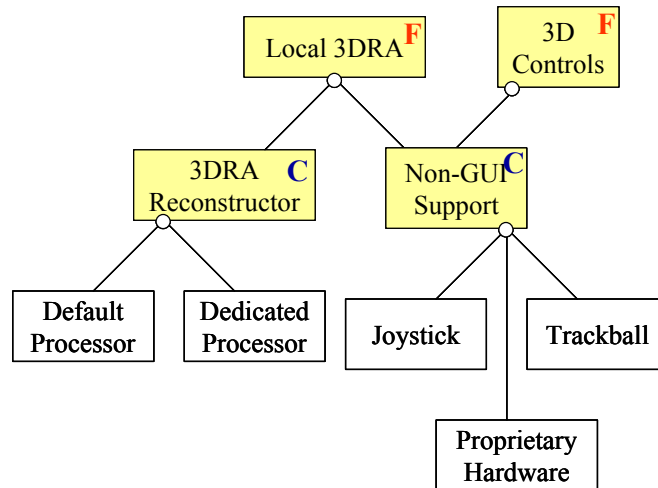 Local 3DRA F
3D F
Controls
3DRA C
Reconstructor
Non-GUI C
Support
Default
Processor
Dedicated
Processor
Joystick
Trackball
Proprietary
Hardware